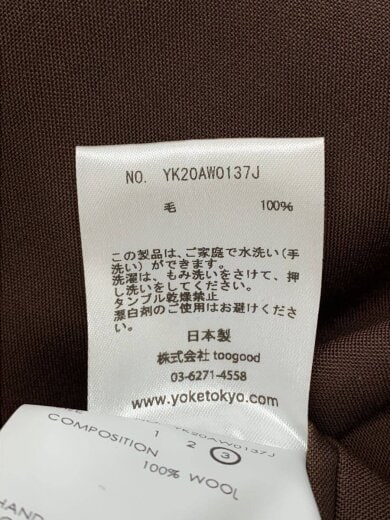 NO. YK20AW0137J
毛 100%
この製品は、ご家庭で水洗い(手
洗い)ができます。
洗濯は、もみ洗いをさけて、押
し洗いをしてください。
タンブル乾燥禁止
漂白剤のご使用はお避けくださ
い。
日本製
株式会社 toogood
03-6271-4558
www.yoketokyo.com
YK20AW0137J
1 2 3
COMPOSITION
100% WOOL
HAND